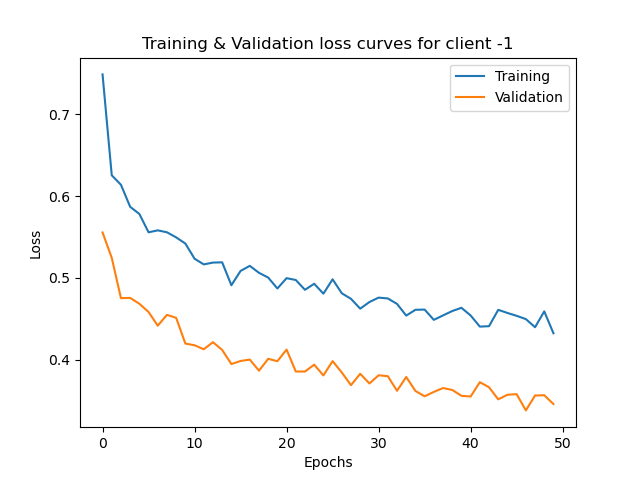 Training & Validation loss curves for client -1
Training
Validation
0.7
0.6
0.5
0.4
Loss
0
10
20
30
40
50
Epochs